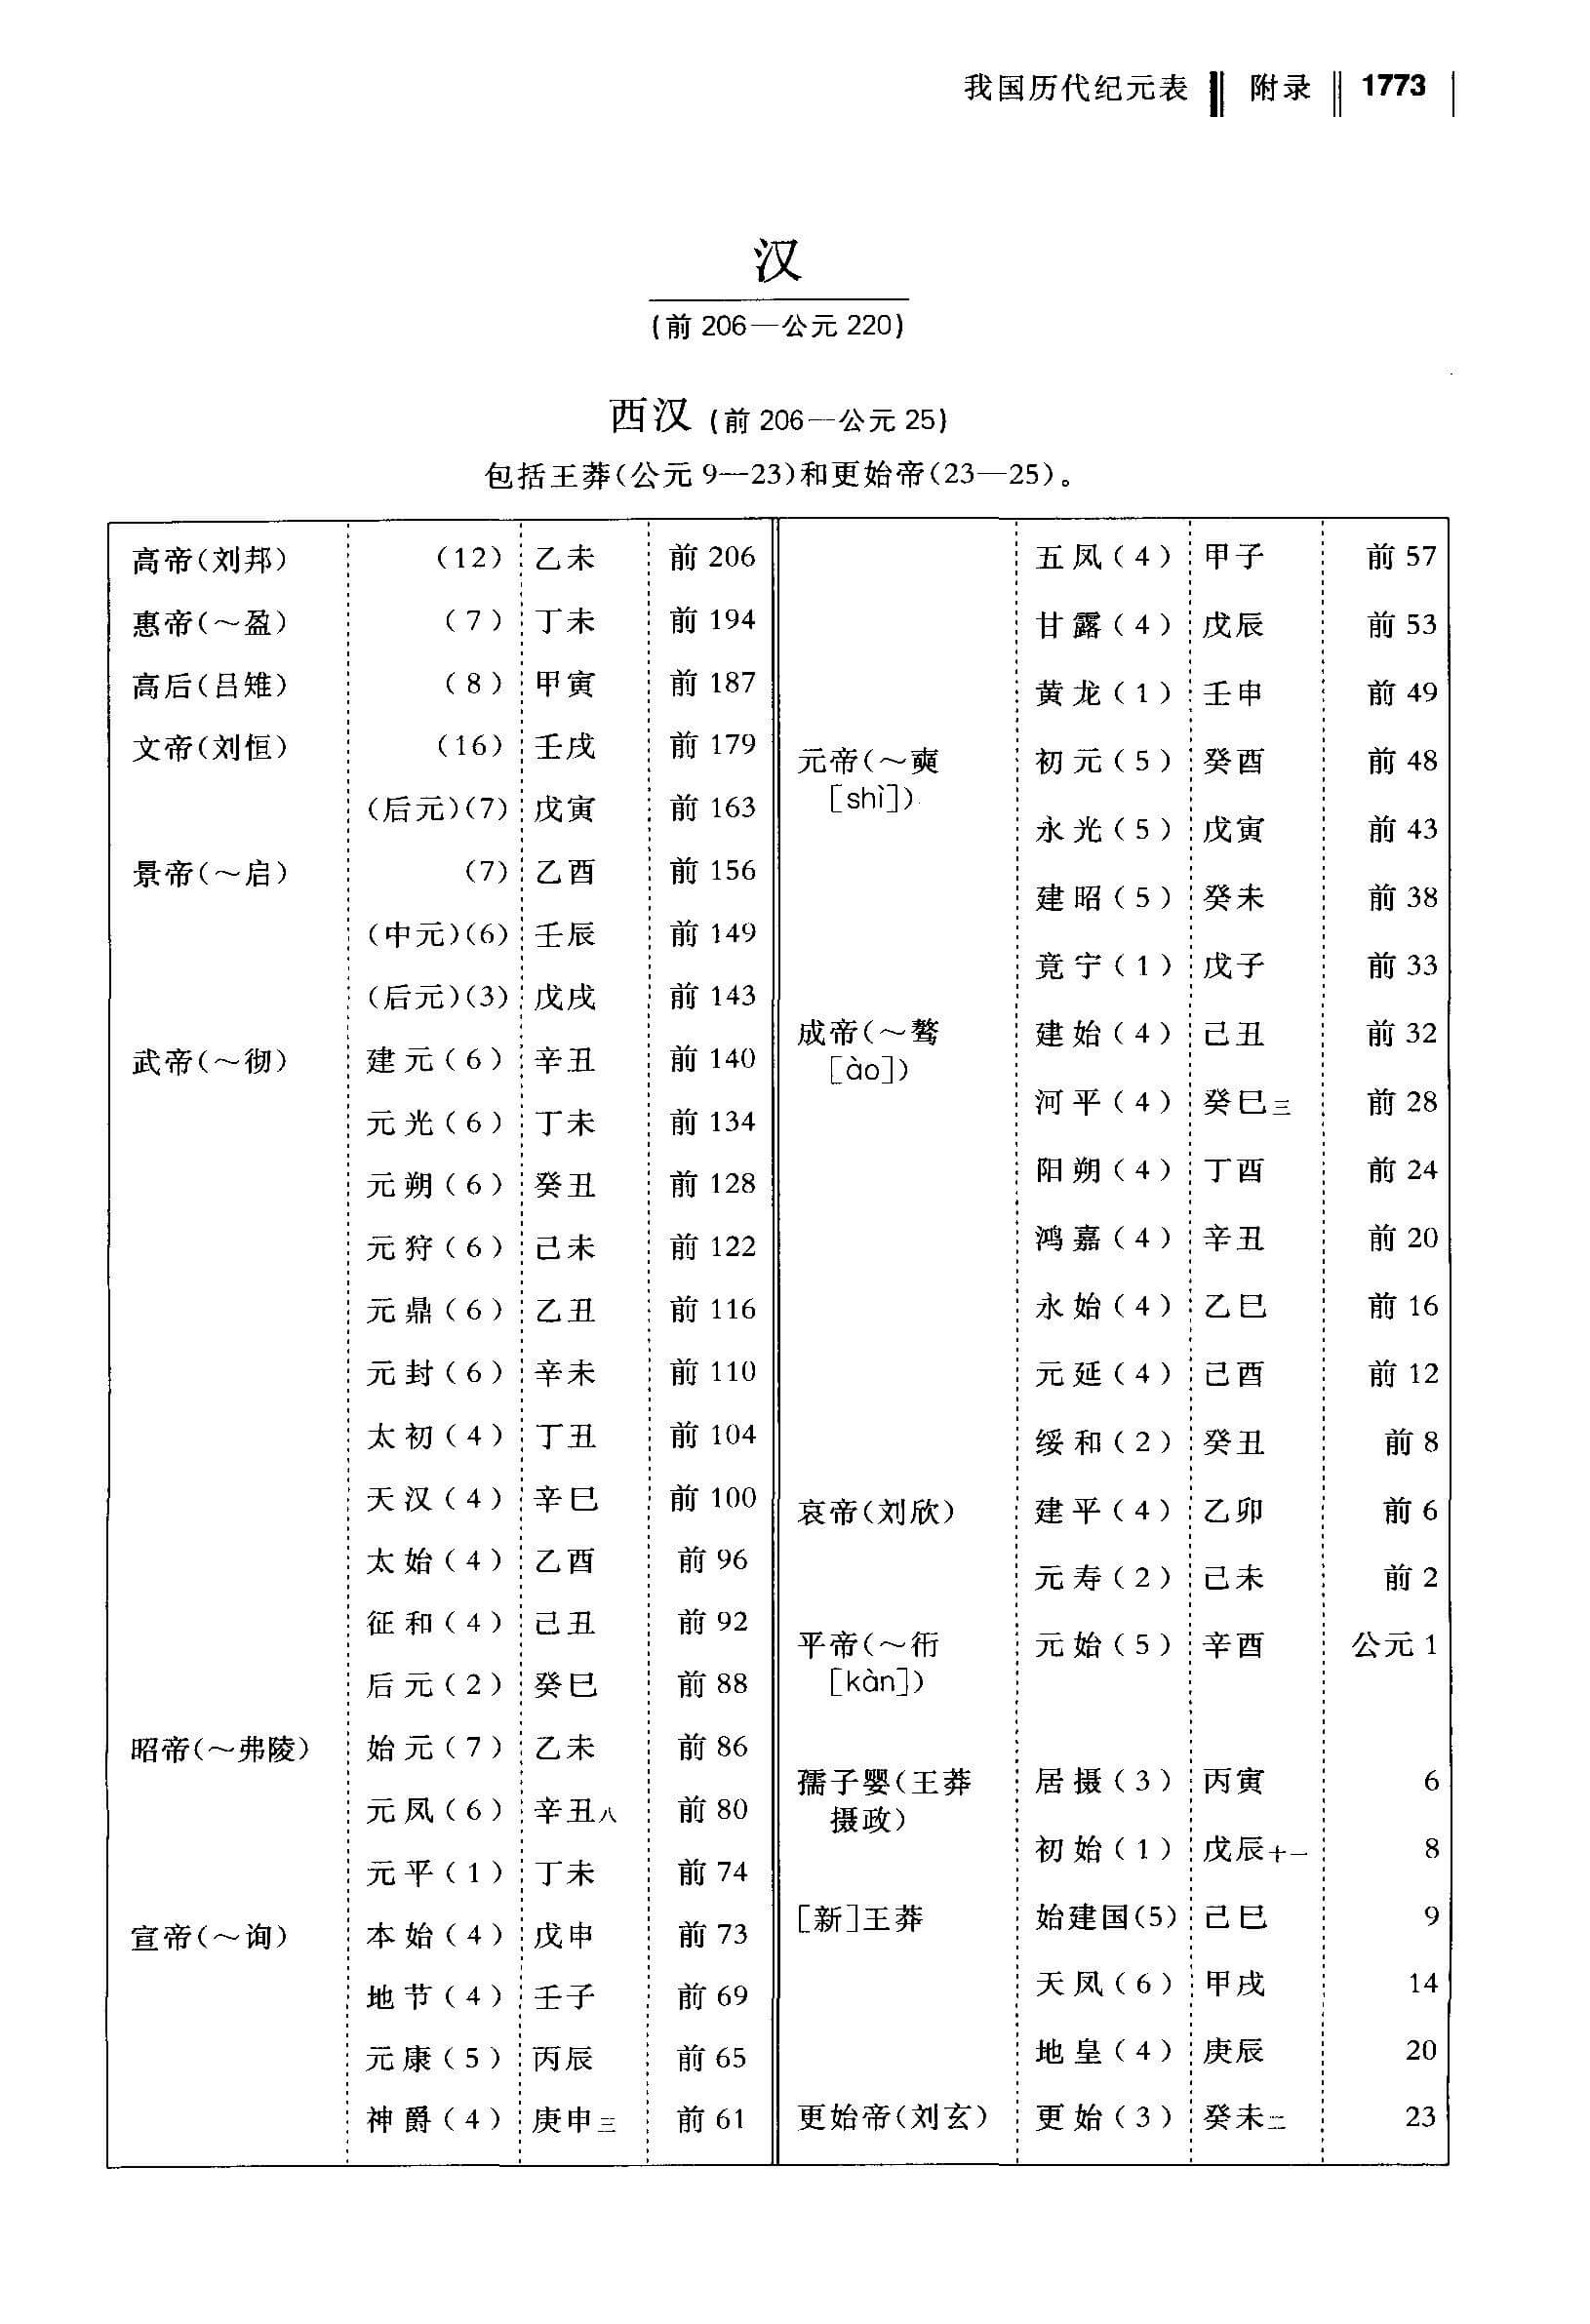 我国历代纪元表 附录 1773
汉
(前 206—公元 220)
西汉 (前 206—公元 25)
包括王莽(公元 9—23)和更始帝(23—25)。
高帝(刘邦) (12) 乙未 前 206
惠帝(～盈) (7) 丁未 前 194
高后(吕雉) (8) 甲寅 前 187
文帝(刘恒) (16) 壬戌 前 179
(后元)(7) 戊寅 前 163
景帝(～启) (7) 乙酉 前 156
(中元)(6) 壬辰 前 149
(后元)(3) 戊戌 前 143
武帝(～彻) 建元(6) 辛丑 前 140
元光(6) 丁未 前 134
元朔(6) 癸丑 前 128
元狩(6) 己未 前 122
元鼎(6) 乙丑 前 116
元封(6) 辛未 前 110
太初(4) 丁丑 前 104
天汉(4) 辛巳 前 100
太始(4) 乙酉 前 96
征和(4) 己丑 前 92
后元(2) 癸巳 前 88
昭帝(～弗陵) 始元(7) 乙未 前 86
元凤(6) 辛丑八 前 80
元平(1) 丁未 前 74
宣帝(～询) 本始(4) 戊申 前 73
地节(4) 壬子 前 69
元康(5) 丙辰 前 65
神爵(4) 庚申三 前 61
五凤(4) 甲子 前 57
甘露(4) 戊辰 前 53
黄龙(1) 壬申 前 49
元帝(～奭 初元(5) 癸酉 前 48
[shì])
永光(5) 戊寅 前 43
建昭(5) 癸未 前 38
竟宁(1) 戊子 前 33
成帝(～骜 建始(4) 己丑 前 32
[ào])
河平(4) 癸巳三 前 28
阳朔(4) 丁酉 前 24
鸿嘉(4) 辛丑 前 20
永始(4) 乙巳 前 16
元延(4) 己酉 前 12
绥和(2) 癸丑 前 8
哀帝(刘欣) 建平(4) 乙卯 前 6
元寿(2) 己未 前 2
平帝(～衎 元始(5) 辛酉 公元 1
[kàn])
孺子婴(王莽 居摄(3) 丙寅 6
摄政)
初始(1) 戊辰十一 8
[新]王莽 始建国(5) 己巳 9
天凤(6) 甲戌 14
地皇(4) 庚辰 20
更始帝(刘玄) 更始(3) 癸未二 23